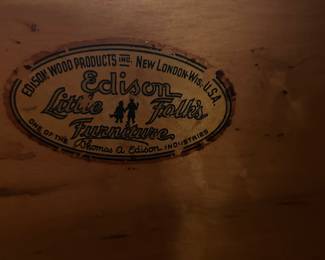 EDISON WOOD PRODUCTS INC. NEW LONDON-WIS. U.S.A.
Edison
Little Folks
Furniture
ONE OF THE Thomas A Edison INDUSTRIES